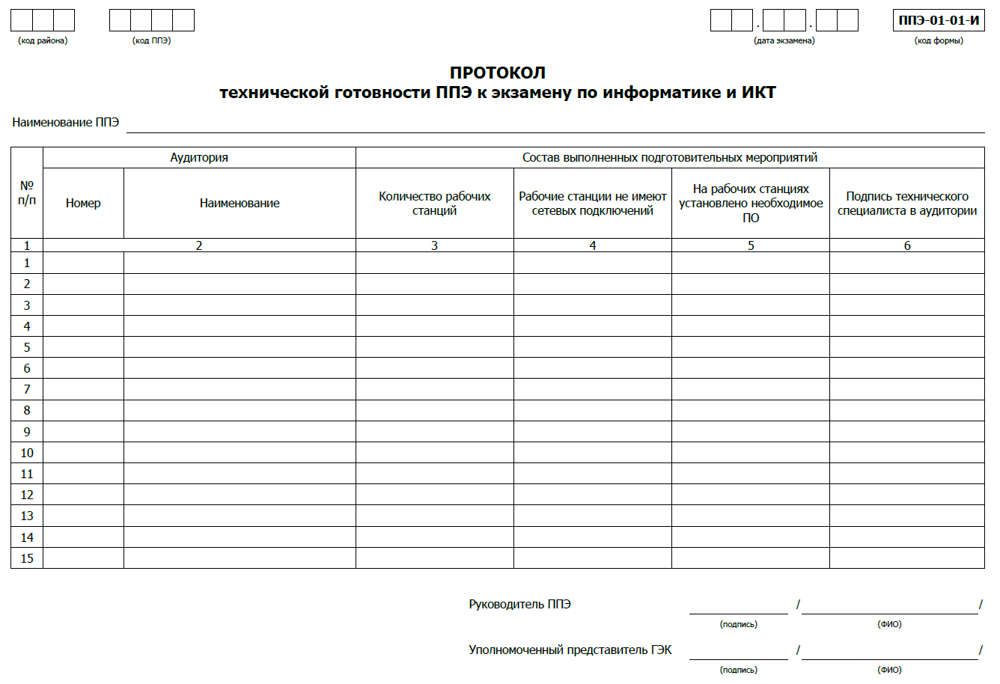 . . ППЭ-01-01-И
(код района) (код ППЭ) (дата экзамена) (код формы)
ПРОТОКОЛ
технической готовности ППЭ к экзамену по информатике и ИКТ
Наименование ППЭ
№ п/п
Аудитория
Состав выполненных подготовительных мероприятий
Номер
Наименование
Количество рабочих
станций
Рабочие станции не имеют
сетевых подключений
На рабочих станциях
установлено необходимое
ПО
Подпись технического
специалиста в аудитории
1 2 3 4 5 6
1
2
3
4
5
6
7
8
9
10
11
12
13
14
15
Руководитель ППЭ / /
(подпись) (ФИО)
Уполномоченный представитель ГЭК / /
(подпись) (ФИО)